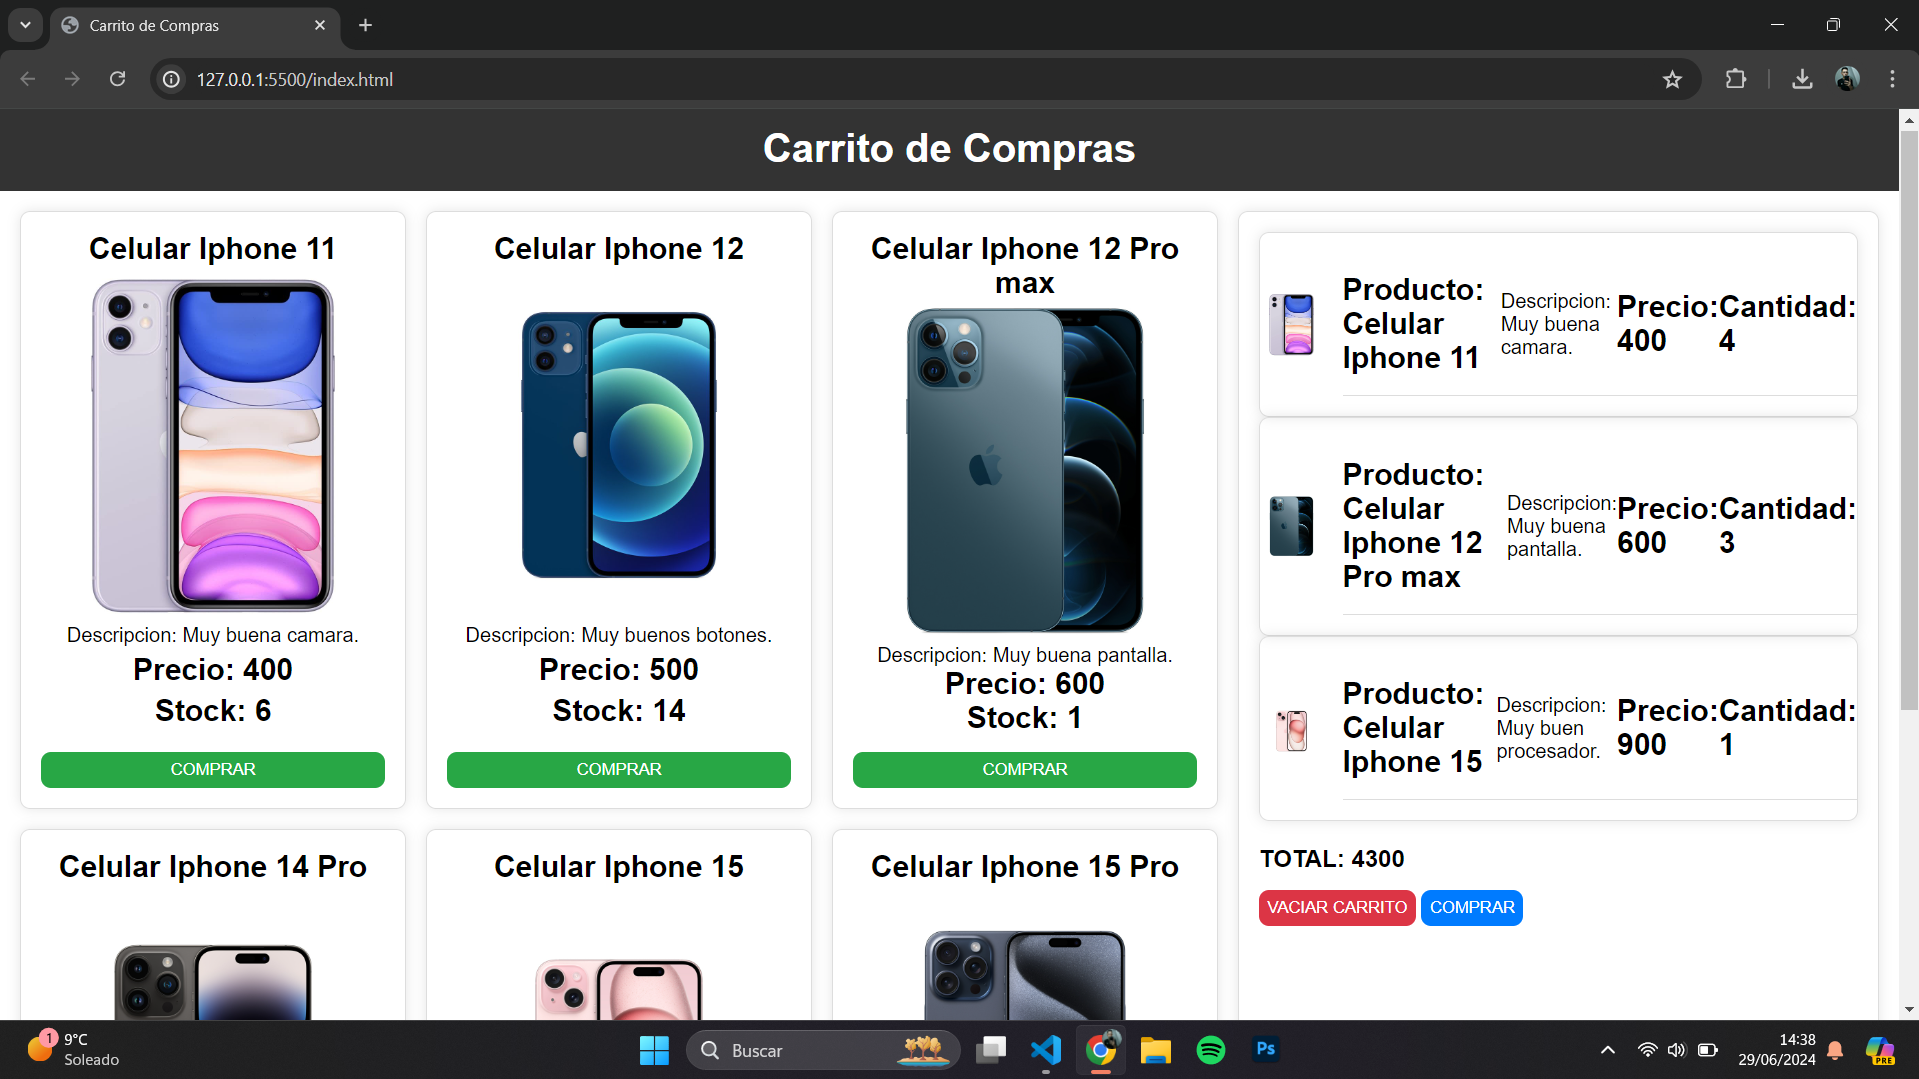 Carrito de Compras
127.0.0.1:5500/index.html
Carrito de Compras
Celular Iphone 11
Descripcion: Muy buena camara.
Precio: 400
Stock: 6
COMPRAR
Celular Iphone 12
Descripcion: Muy buenos botones.
Precio: 500
Stock: 14
COMPRAR
Celular Iphone 12 Pro
max
Descripcion: Muy buena pantalla.
Precio: 600
Stock: 1
COMPRAR
Celular Iphone 14 Pro
Celular Iphone 15
Celular Iphone 15 Pro
Producto:
Celular
Iphone 11
Descripcion:
Muy buena
camara.
Precio:
400
Cantidad:
4
Producto:
Celular
Iphone 12
Pro max
Descripcion:
Muy buena
pantalla.
Precio:
600
Cantidad:
3
Producto:
Celular
Iphone 15
Descripcion:
Muy buen
procesador.
Precio:
900
Cantidad:
1
TOTAL: 4300
VACIAR CARRITO
COMPRAR
1
9°C
Soleado
Buscar
Ps
14:38
29/06/2024
PRE